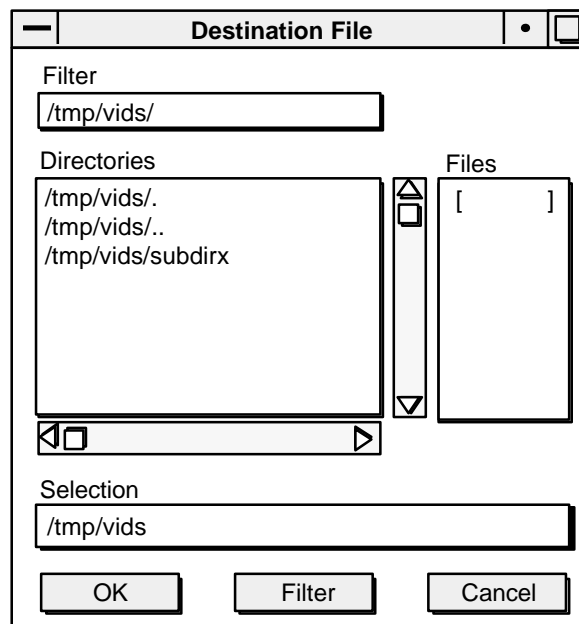 Destination File
Filter
/tmp/vids/
Directories
Files
/tmp/vids/.
/tmp/vids/..
/tmp/vids/subdirx
[ ]
Selection
/tmp/vids
OK
Filter
Cancel